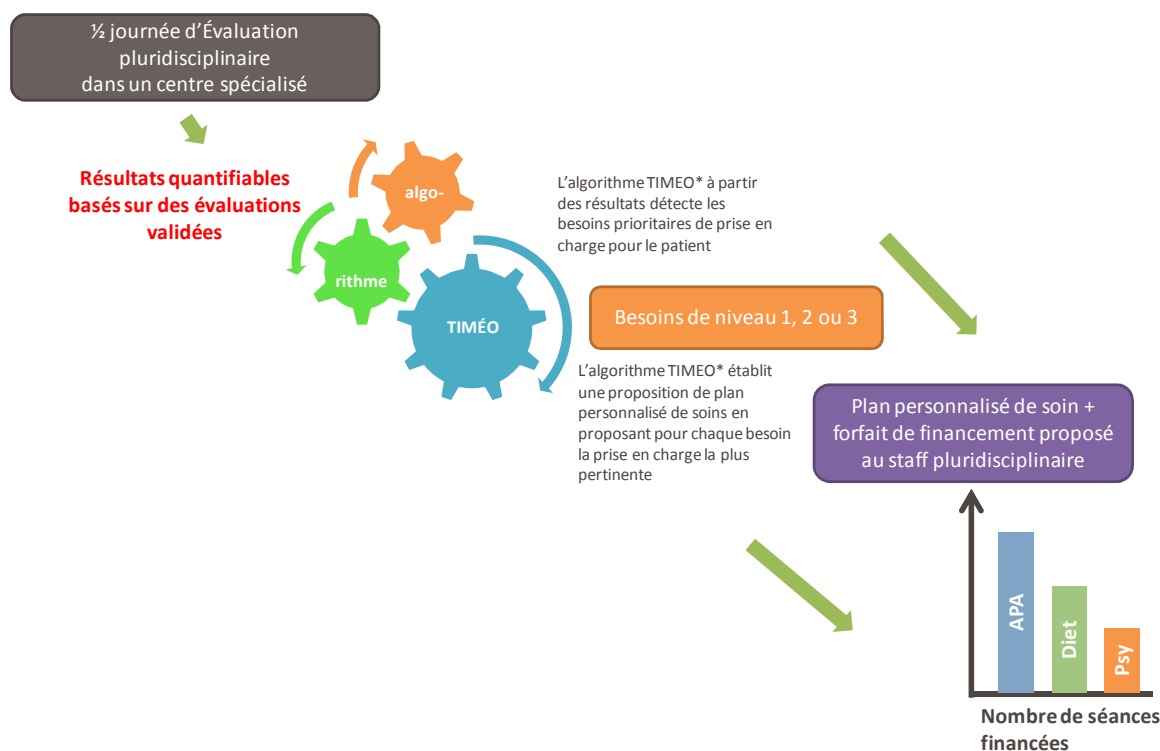 ½ journée d’Évaluation
pluridisciplinaire
dans un centre spécialisé
Résultats quantifiables
basés sur des évaluations
validées
algo-
rithme
TIMÉO
L’algorithme TIMEO* à partir
des résultats détecte les
besoins prioritaires de prise en
charge pour le patient
Besoins de niveau 1, 2 ou 3
L’algorithme TIMEO* établit
une proposition de plan
personnalisé de soins en
proposant pour chaque besoin
la prise en charge la plus
pertinente
Plan personnalisé de soin +
forfait de financement proposé
au staff pluridisciplinaire
APA
Diet
Psy
Nombre de séances
financées